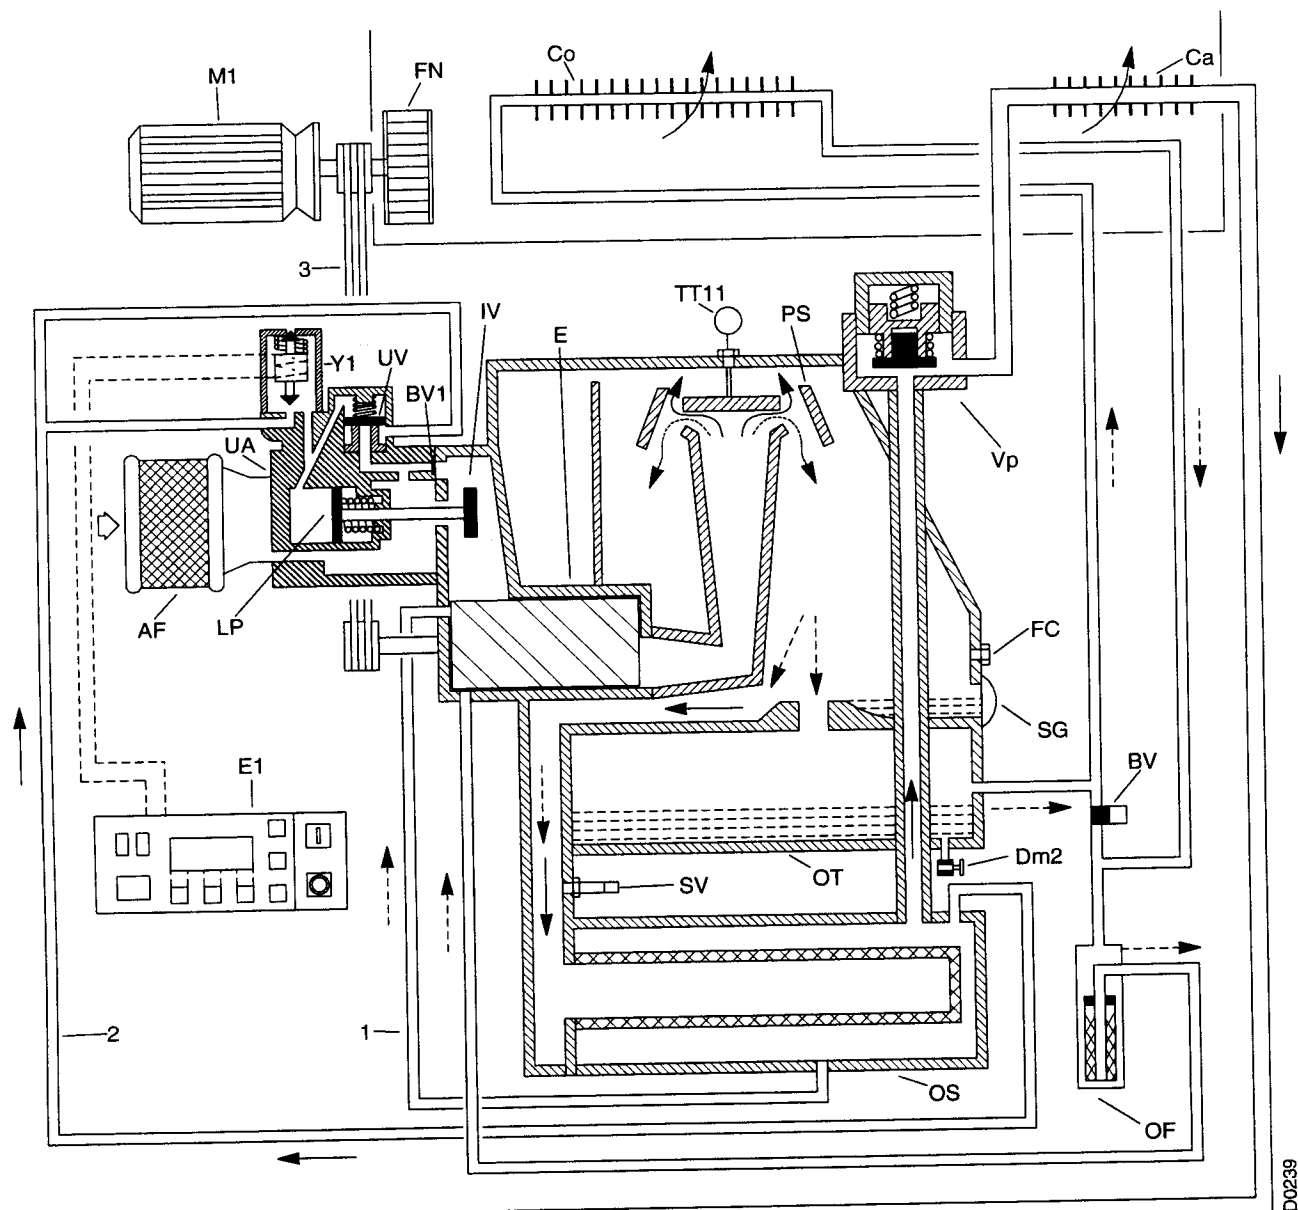 Co
Ca
M1
FN
3
TT11
PS
IV
E
Y1
UV
BV1
UA
Vp
AF
LP
FC
SG
E1
BV
Dm2
OT
SV
2
1
OS
OF
D0239